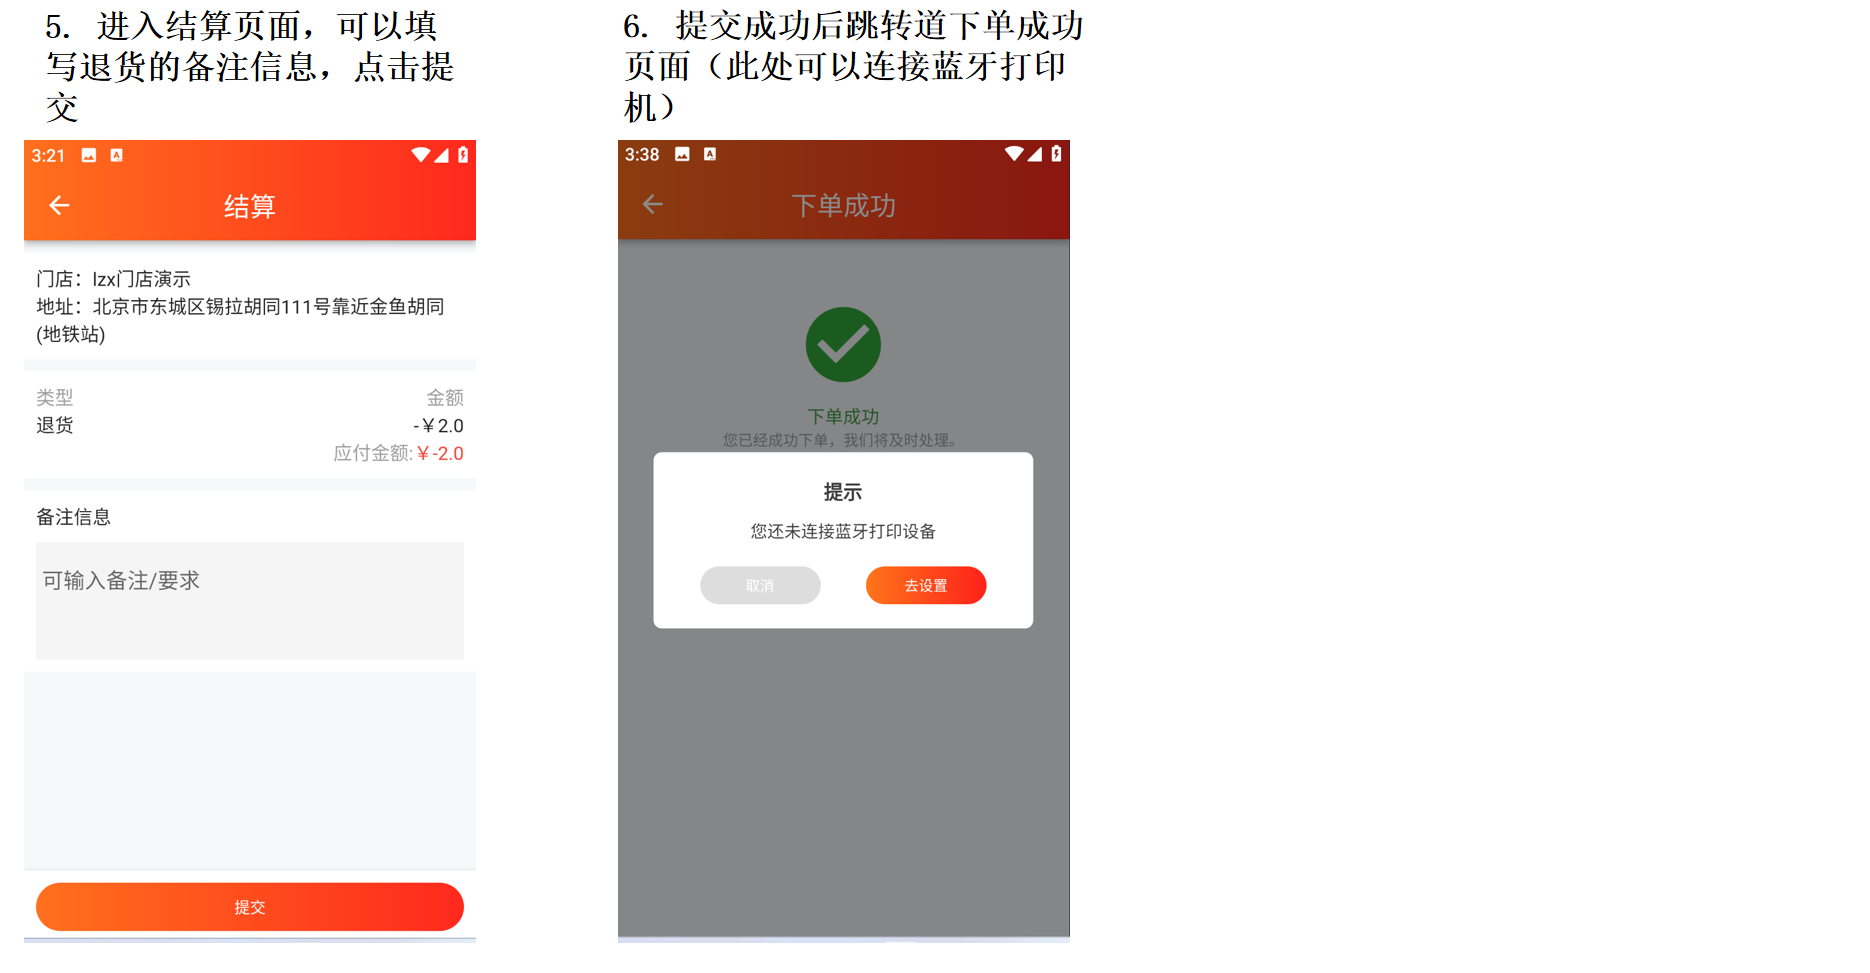 5. 进入结算页面，可以填
写退货的备注信息，点击提
交
3:21
结算
门店：lzx门店演示
地址：北京市东城区锡拉胡同111号靠近金鱼胡同
(地铁站)
类型 金额
退货 -￥2.0
应付金额:￥-2.0
备注信息
可输入备注/要求
提交
6. 提交成功后跳转道下单成功
页面（此处可以连接蓝牙打印
机）
3:38
下单成功
下单成功
您已经成功下单，我们将及时处理。
提示
您还未连接蓝牙打印设备
取消 去设置